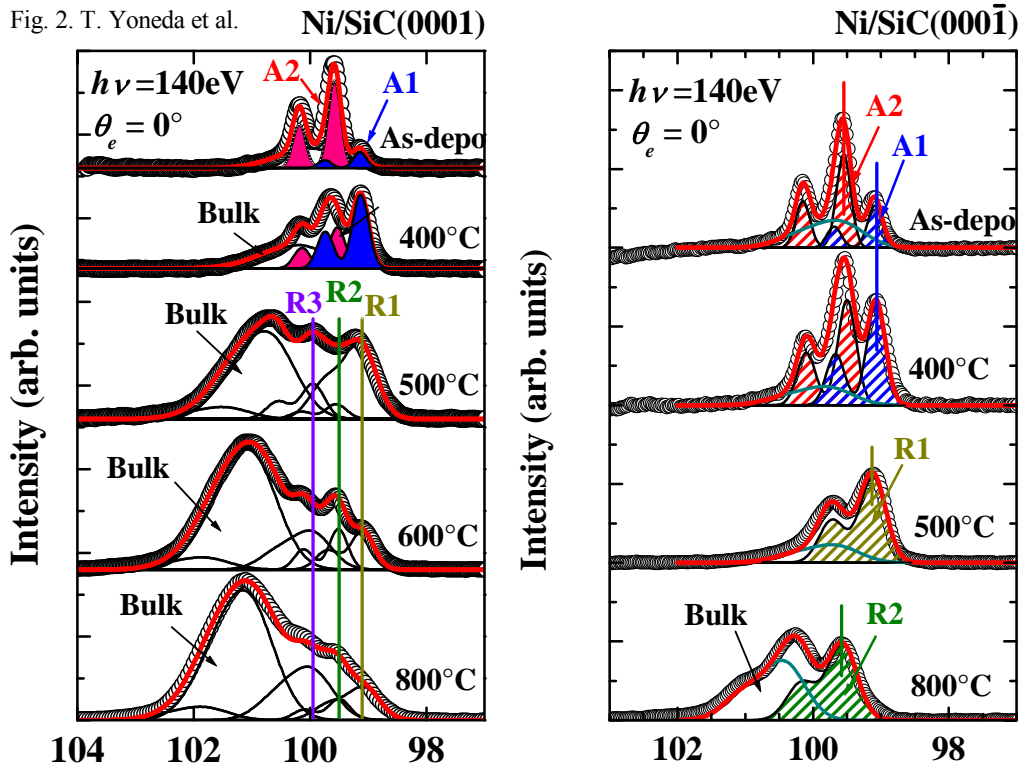 Fig. 2. T. Yoneda et al.
Ni/SiC(0001)
hν=140eV
θe = 0°
A2
A1
As-depo
Bulk
400°C
Bulk
R3
R2
R1
500°C
Bulk
600°C
Bulk
800°C
Intensity (arb. units)
104 102 100 98
Ni/SiC(0001̄)
hν=140eV
θe = 0°
A2
A1
As-depo
400°C
R1
500°C
Bulk
R2
800°C
Intensity (arb. units)
102 100 98